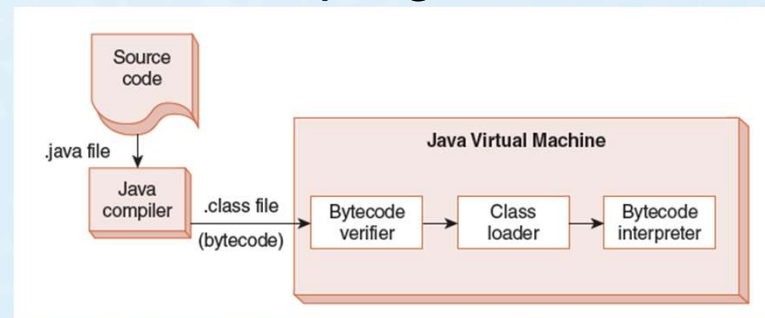 Source
code
.java file
Java
compiler
.class file
(bytecode)
Java Virtual Machine
Bytecode
verifier
Class
loader
Bytecode
interpreter